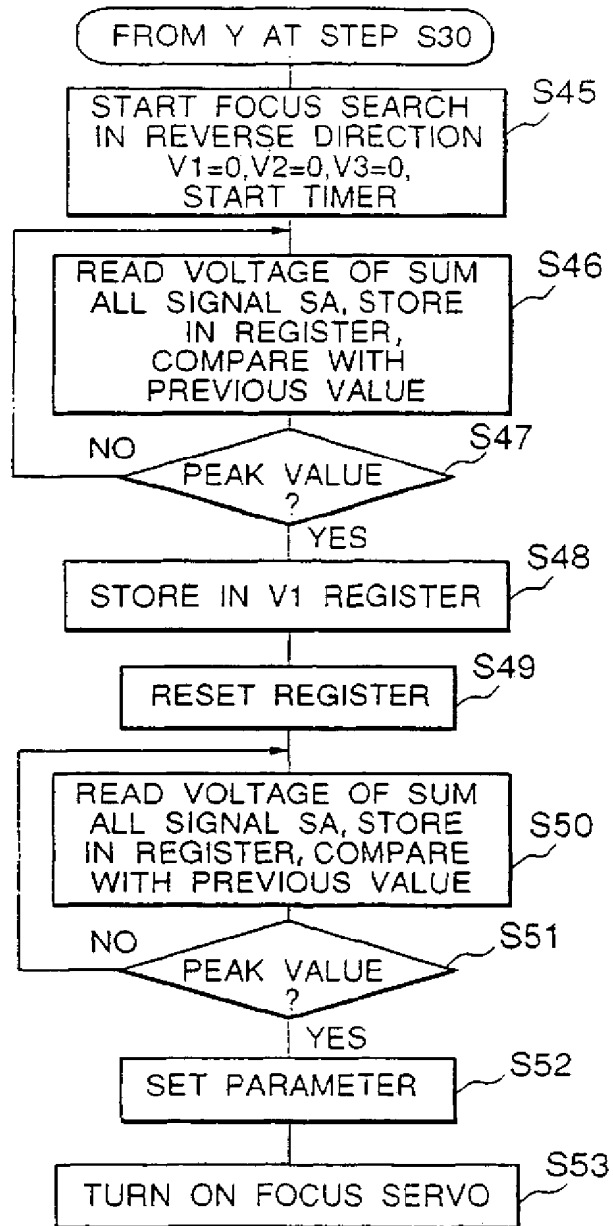 FROM Y AT STEP S30
S45
START FOCUS SEARCH
IN REVERSE DIRECTION
V1=0,V2=0,V3=0,
START TIMER
S46
READ VOLTAGE OF SUM
ALL SIGNAL SA, STORE
IN REGISTER,
COMPARE WITH
PREVIOUS VALUE
S47
NO
PEAK VALUE
?
YES
S48
STORE IN V1 REGISTER
S49
RESET REGISTER
S50
READ VOLTAGE OF SUM
ALL SIGNAL SA, STORE
IN REGISTER, COMPARE
WITH PREVIOUS VALUE
S51
NO
PEAK VALUE
?
YES
S52
SET PARAMETER
S53
TURN ON FOCUS SERVO